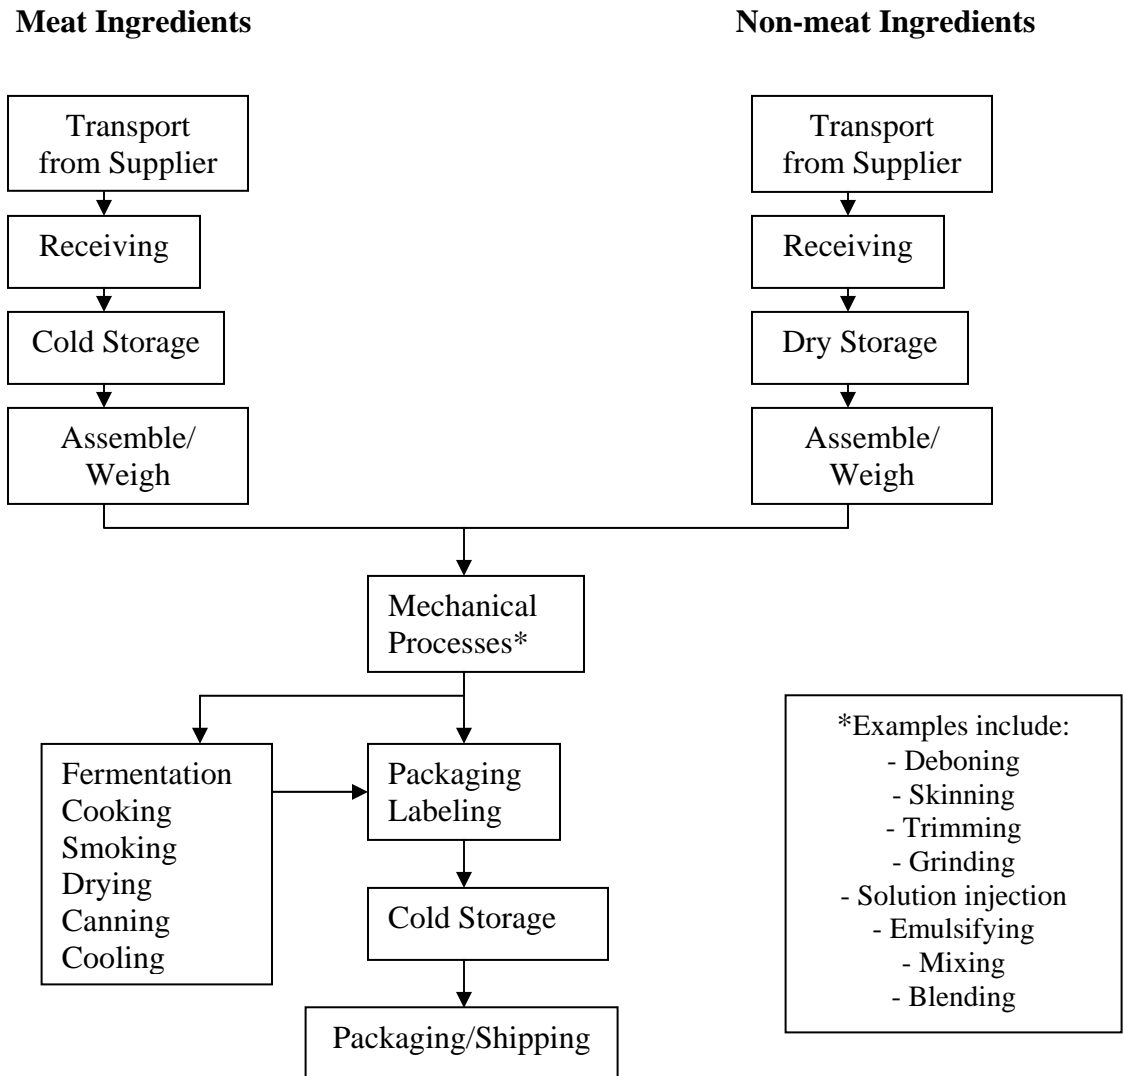 Meat Ingredients
Non-meat Ingredients
Transport
from Supplier
Transport
from Supplier
Receiving
Receiving
Cold Storage
Dry Storage
Assemble/
Weigh
Assemble/
Weigh
Mechanical
Processes*
Fermentation
Cooking
Smoking
Drying
Canning
Cooling
Packaging
Labeling
Cold Storage
Packaging/Shipping
*Examples include:
- Deboning
- Skinning
- Trimming
- Grinding
- Solution injection
- Emulsifying
- Mixing
- Blending